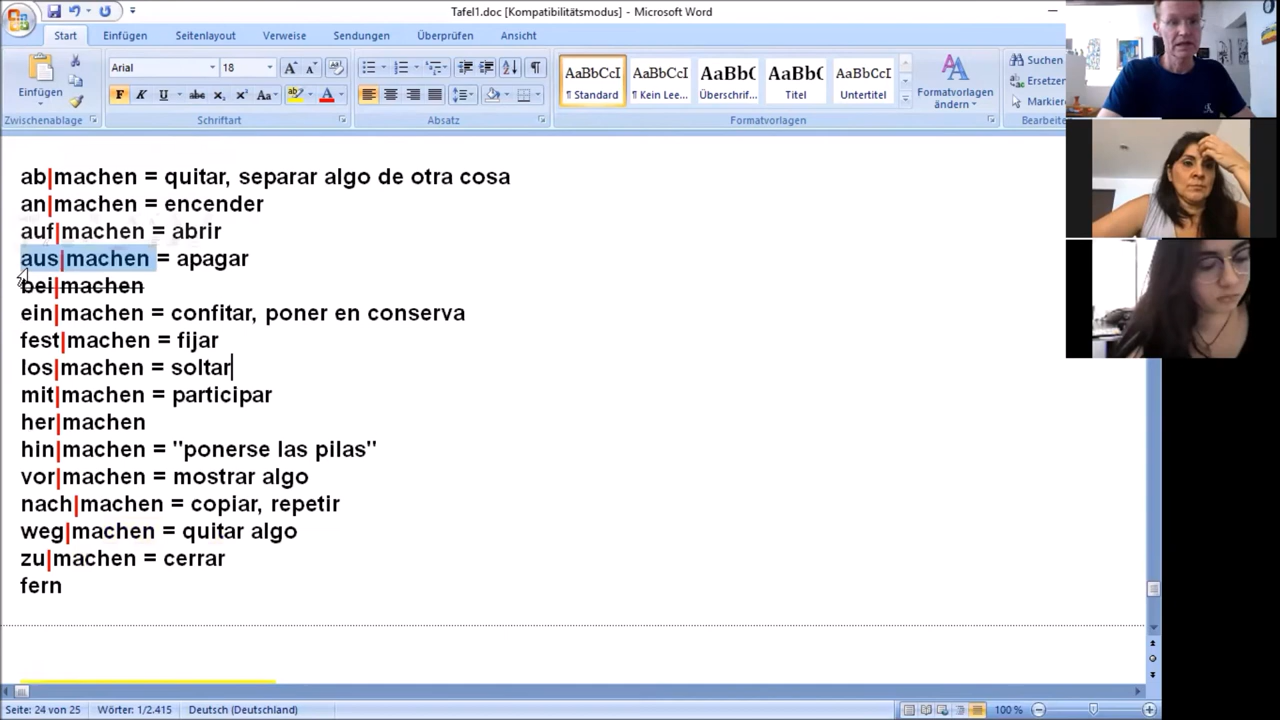 Tafel1.doc [Kompatibilitätsmodus] - Microsoft Word
Start Einfügen Seitenlayout Verweise Sendungen Überprüfen Ansicht
Einfügen
Arial 18
AaBbCcI AaBbCcI AaBbC AaBbC AaBbCcI
¶ Standard ¶ Kein Lee... Überschrif... Titel Untertitel
Formatvorlagen ändern
Suchen
Ersetzen
Markieren
Zwischenablage Schriftart Absatz Formatvorlagen Bearbeite
ab|machen = quitar, separar algo de otra cosa
an|machen = encender
auf|machen = abrir
aus|machen = apagar
bei|machen
ein|machen = confitar, poner en conserva
fest|machen = fijar
los|machen = soltar
mit|machen = participar
her|machen
hin|machen = "ponerse las pilas"
vor|machen = mostrar algo
nach|machen = copiar, repetir
weg|machen = quitar algo
zu|machen = cerrar
fern
Seite: 24 von 25 Wörter: 1/2.415 Deutsch (Deutschland) 100 %